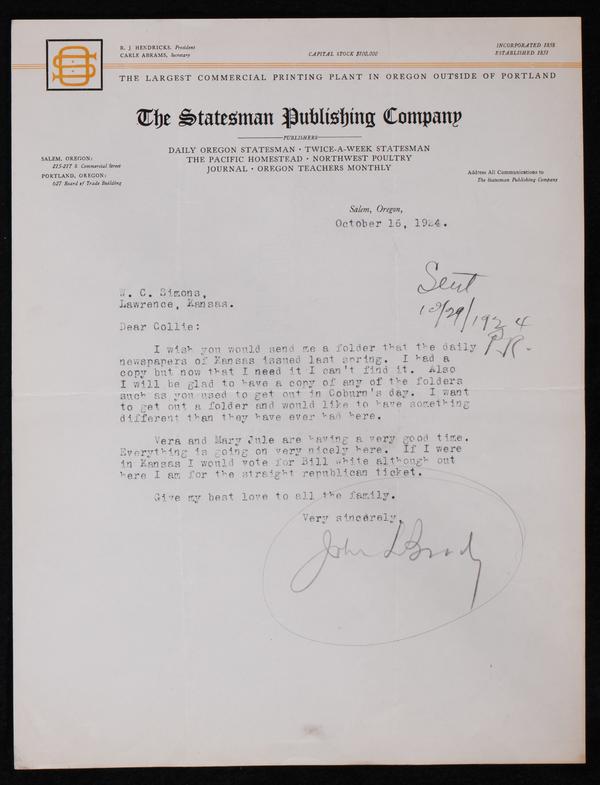 R. J. HENDRICKS, President
CARLE ABRAMS, Secretary
CAPITAL STOCK $100,000
INCORPORATED 1858
ESTABLISHED 1851
THE LARGEST COMMERCIAL PRINTING PLANT IN OREGON OUTSIDE OF PORTLAND
The Statesman Publishing Company
PUBLISHERS
DAILY OREGON STATESMAN · TWICE-A-WEEK STATESMAN
THE PACIFIC HOMESTEAD · NORTHWEST POULTRY
JOURNAL · OREGON TEACHERS MONTHLY
SALEM, OREGON:
215-217 S. Commercial Street
PORTLAND, OREGON:
627 Board of Trade Building
Address All Communications to
The Statesman Publishing Company
Salem, Oregon,
October 16, 1924.
Sent
10/29/1924
P.R.
W. C. Simons,
Lawrence, Kansas.
Dear Collie:
I wish you would send me a folder that the daily
newspapers of Kansas issued last spring. I had a
copy but now that I need it I can't find it. Also
I will be glad to have a copy of any of the folders
such as you used to get out in Coburn's day. I want
to get out a folder and would like to have something
different than they have ever had here.
Vera and Mary Jule are having a very good time.
Everything is going on very nicely here. If I were
in Kansas I would vote for Bill White although out
here I am for the straight republican ticket.
Give my best love to all the family.
Very sincerely,
John L Brady